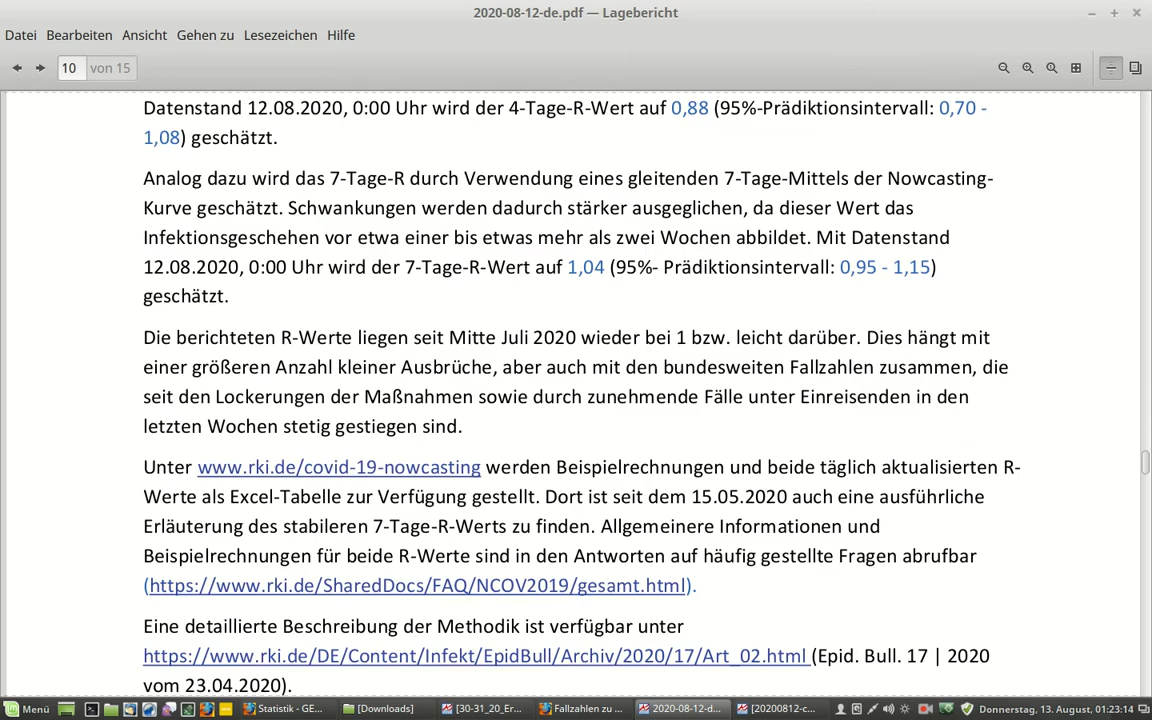 2020-08-12-de.pdf — Lagebericht
Datei Bearbeiten Ansicht Gehen zu Lesezeichen Hilfe
10 von 15
Datenstand 12.08.2020, 0:00 Uhr wird der 4-Tage-R-Wert auf 0,88 (95%-Prädiktionsintervall: 0,70 -
1,08) geschätzt.
Analog dazu wird das 7-Tage-R durch Verwendung eines gleitenden 7-Tage-Mittels der Nowcasting-
Kurve geschätzt. Schwankungen werden dadurch stärker ausgeglichen, da dieser Wert das
Infektionsgeschehen vor etwa einer bis etwas mehr als zwei Wochen abbildet. Mit Datenstand
12.08.2020, 0:00 Uhr wird der 7-Tage-R-Wert auf 1,04 (95%- Prädiktionsintervall: 0,95 - 1,15)
geschätzt.
Die berichteten R-Werte liegen seit Mitte Juli 2020 wieder bei 1 bzw. leicht darüber. Dies hängt mit
einer größeren Anzahl kleiner Ausbrüche, aber auch mit den bundesweiten Fallzahlen zusammen, die
seit den Lockerungen der Maßnahmen sowie durch zunehmende Fälle unter Einreisenden in den
letzten Wochen stetig gestiegen sind.
Unter www.rki.de/covid-19-nowcasting werden Beispielrechnungen und beide täglich aktualisierten R-
Werte als Excel-Tabelle zur Verfügung gestellt. Dort ist seit dem 15.05.2020 auch eine ausführliche
Erläuterung des stabileren 7-Tage-R-Werts zu finden. Allgemeinere Informationen und
Beispielrechnungen für beide R-Werte sind in den Antworten auf häufig gestellte Fragen abrufbar
(https://www.rki.de/SharedDocs/FAQ/NCOV2019/gesamt.html).
Eine detaillierte Beschreibung der Methodik ist verfügbar unter
https://www.rki.de/DE/Content/Infekt/EpidBull/Archiv/2020/17/Art_02.html (Epid. Bull. 17 | 2020
vom 23.04.2020).
Menü Statistik - GE... [Downloads] [30-31_20_Er... Fallzahlen zu ... 2020-08-12-d... [20200812-c... Donnerstag, 13. August, 01:23:14